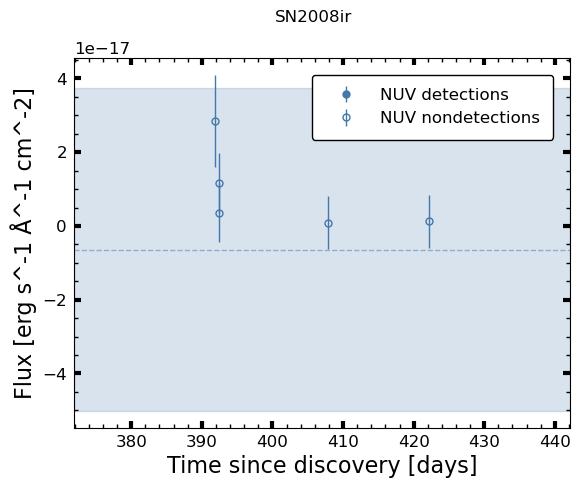 SN2008ir
1e−17
NUV detections
NUV nondetections
4
2
0
−2
−4
Flux [erg s^-1 Å^-1 cm^-2]
380 390 400 410 420 430 440
Time since discovery [days]